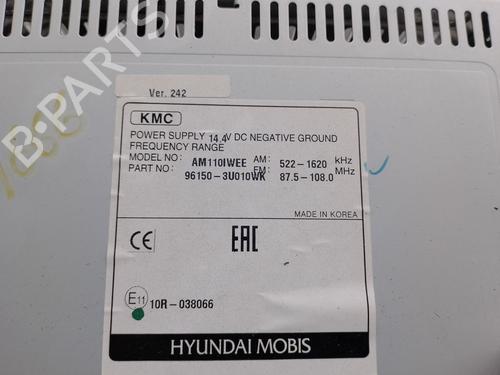 B-PARTS
Ver. 242
KMC
POWER SUPPLY 14.4V DC NEGATIVE GROUND
FREQUENCY RANGE
MODEL NO : AM110IWEE AM: 522-1620 kHz
PART NO : 96150-3U010WK FM: 87.5-108.0 MHz
MADE IN KOREA
CE
EAC
E11 10R-038066
HYUNDAI MOBIS